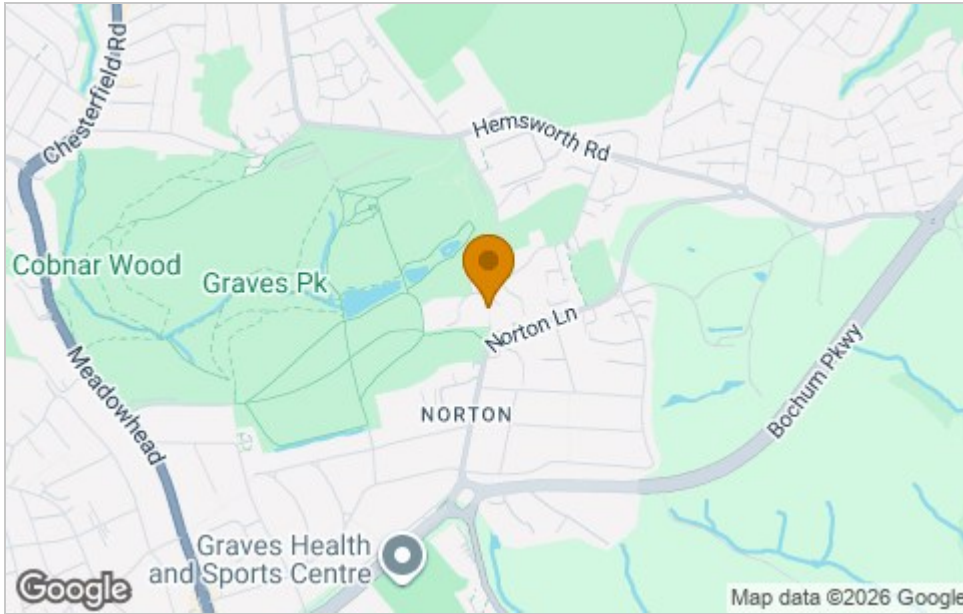 Chesterfield Rd
Hemsworth Rd
Cobnar Wood
Graves Pk
Norton Ln
Bochum Pkwy
Meadowhead
NORTON
Graves Health
and Sports Centre
Google
Map data ©2026 Google